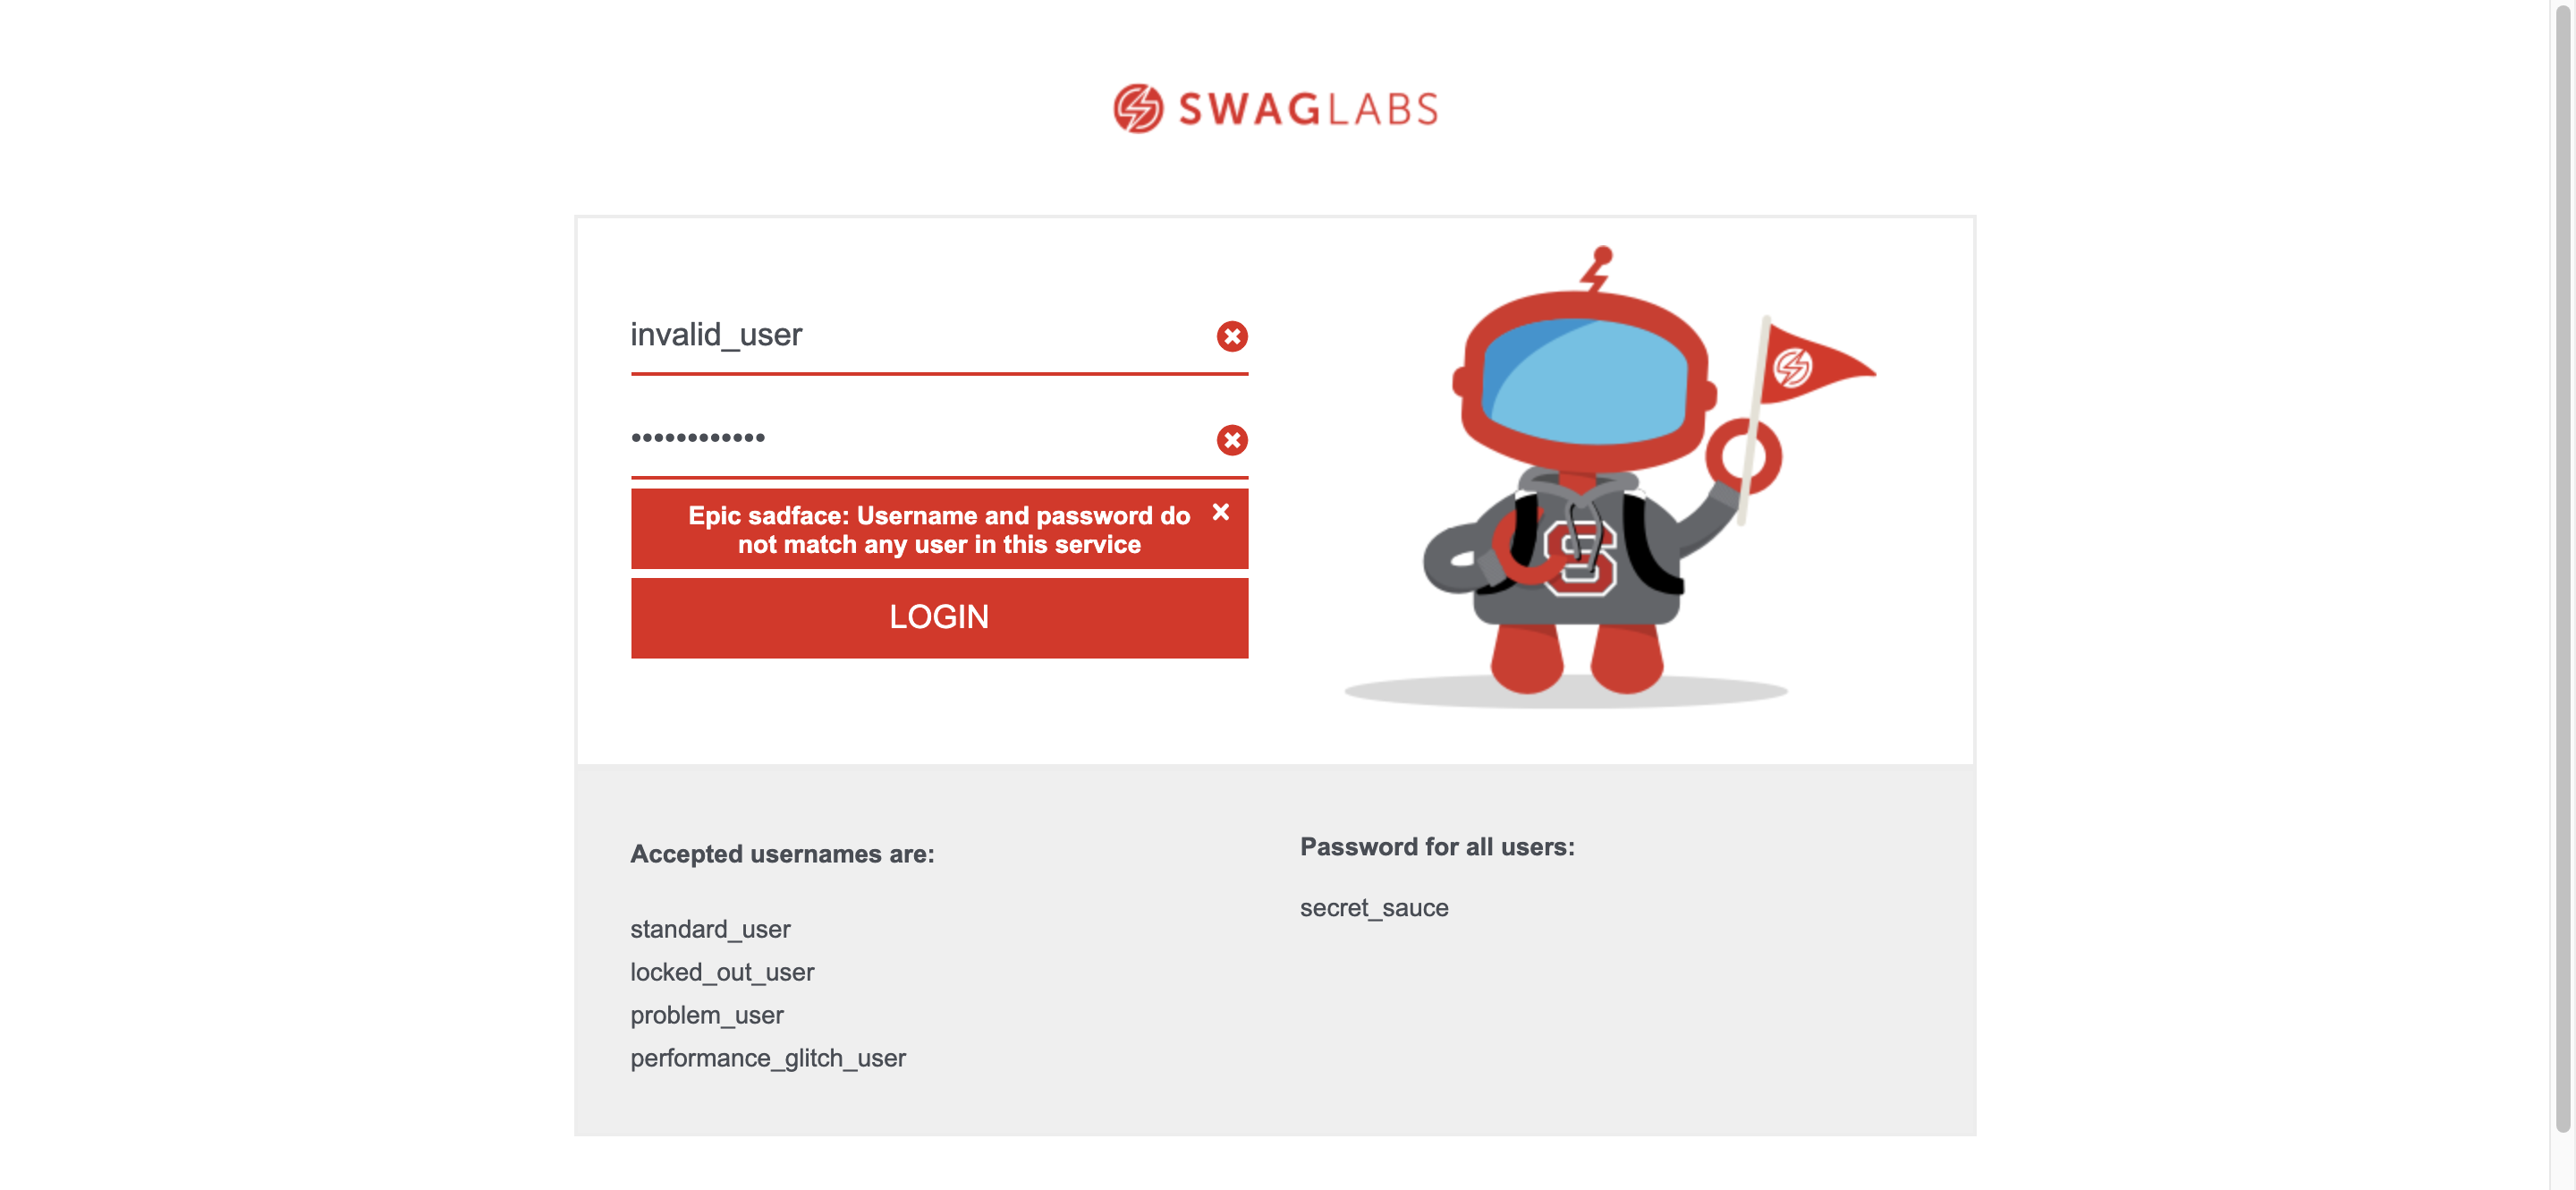 SWAGLABS
invalid_user
••••••••••••
Epic sadface: Username and password do
not match any user in this service
LOGIN
S
Accepted usernames are:
standard_user
locked_out_user
problem_user
performance_glitch_user
Password for all users:
secret_sauce